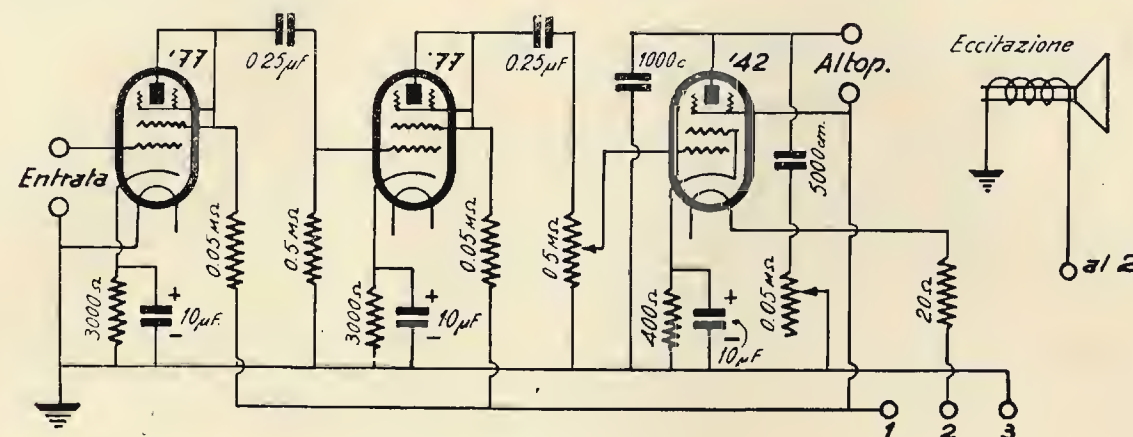 '77
0.25µF
'77
0.25µF
1000c
'42
Altop.
Eccitazione
Entrata
0.05MΩ
0.5MΩ
0.05MΩ
0.5MΩ
5000cm.
3000Ω
+
10µF.
-
3000Ω
+
10µF
-
400Ω
+
-
10µF
0.05MΩ
20Ω
al 2
1
2
3